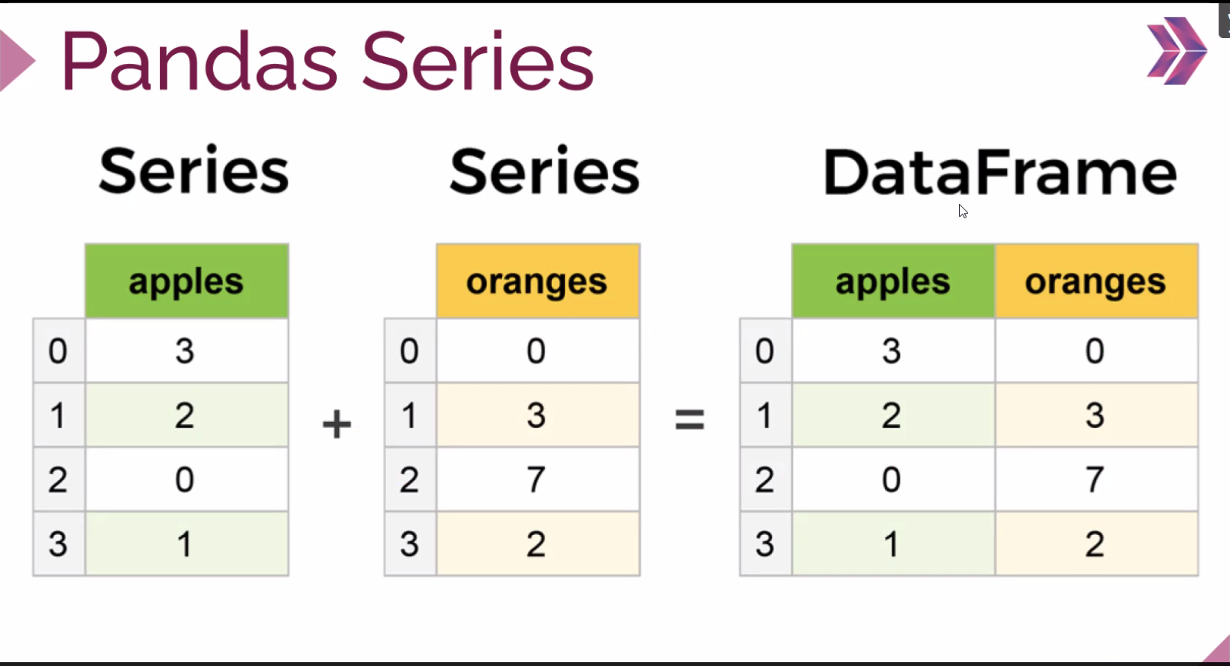 Pandas Series
Series Series DataFrame
apples oranges apples oranges
0 3 0 0 0 3 0
1 2 + 1 3 = 1 2 3
2 0 2 7 2 0 7
3 1 3 2 3 1 2